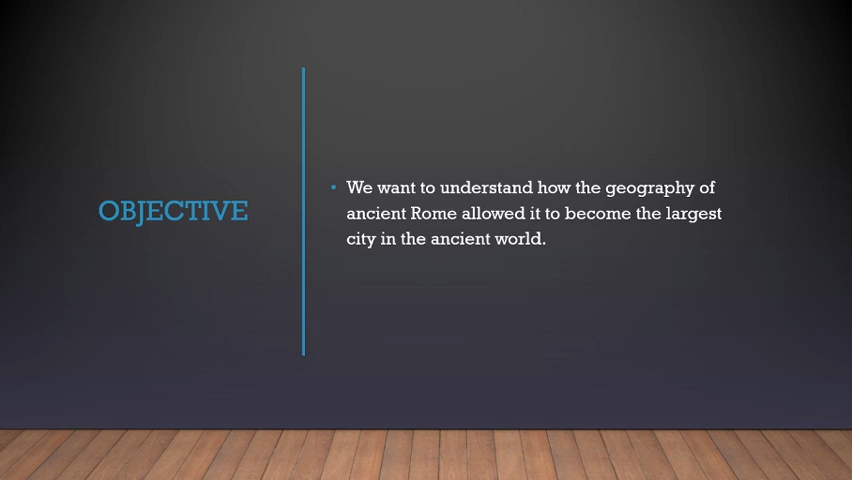 OBJECTIVE
• We want to understand how the geography of
ancient Rome allowed it to become the largest
city in the ancient world.